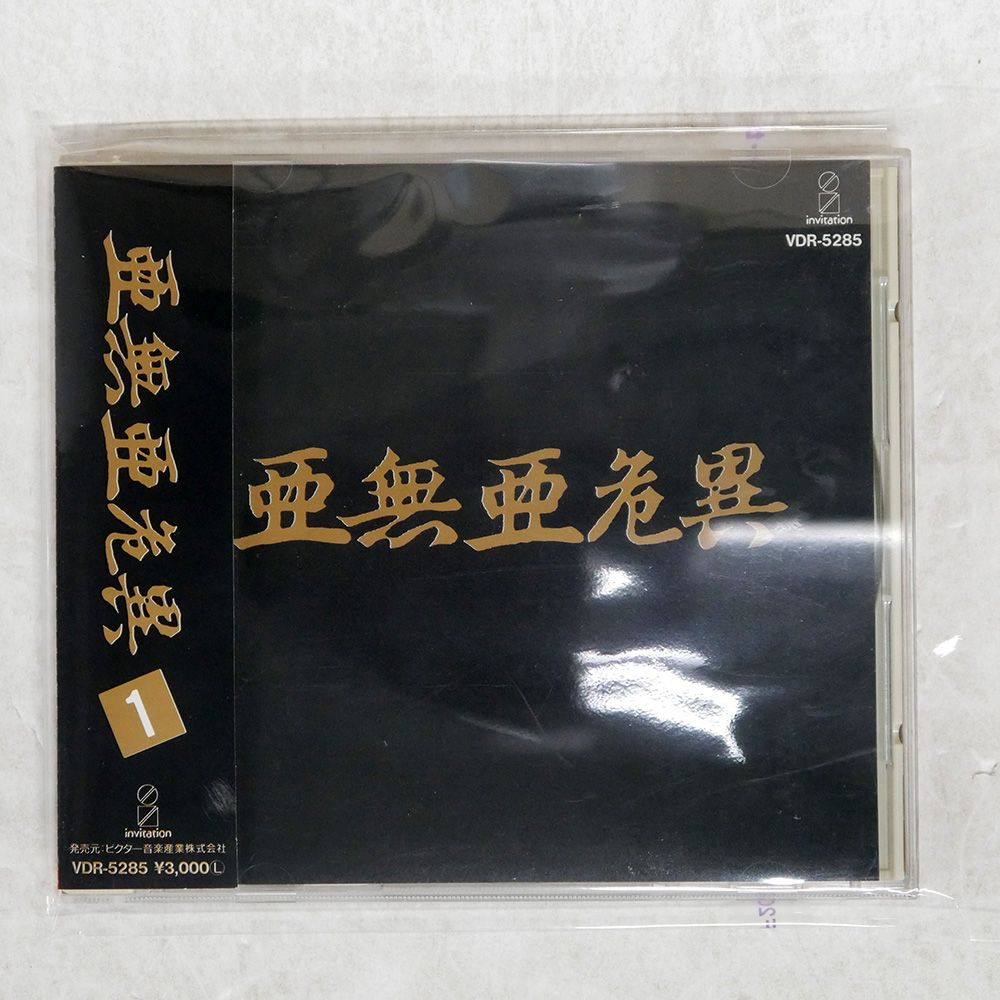 亜無亜危異
1
invitation
発売元:ビクター音楽産業株式会社
VDR-5285 ¥3,000Ⓛ
invitation
VDR-5285
亜無亜危異